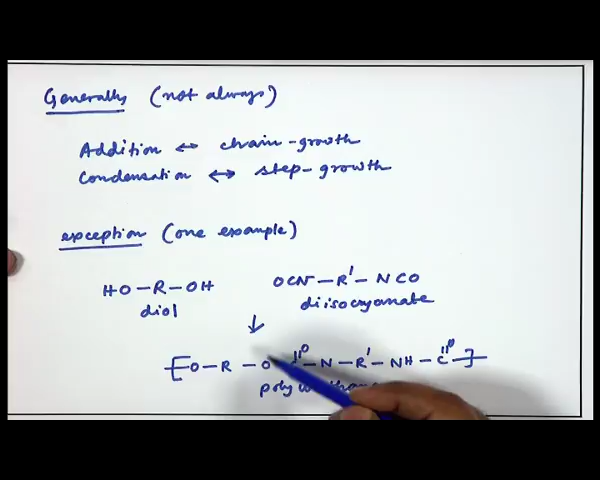 Generally (not always)
Addition ↔ chain-growth
Condensation ↔ step-growth
exception (one example)
HO-R-OH OCN-R'-NCO
diol diisocyanate
↓
[O-R-O -N-R'-NH-C=O]